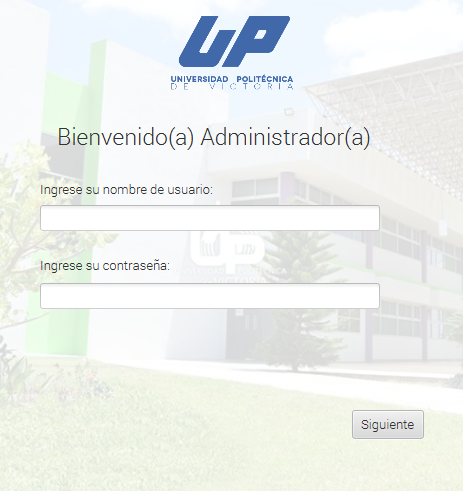 UP
UNIVERSIDAD POLITÉCNICA
DE VICTORIA
Bienvenido(a) Administrador(a)
Ingrese su nombre de usuario:
Ingrese su contraseña:
Siguiente